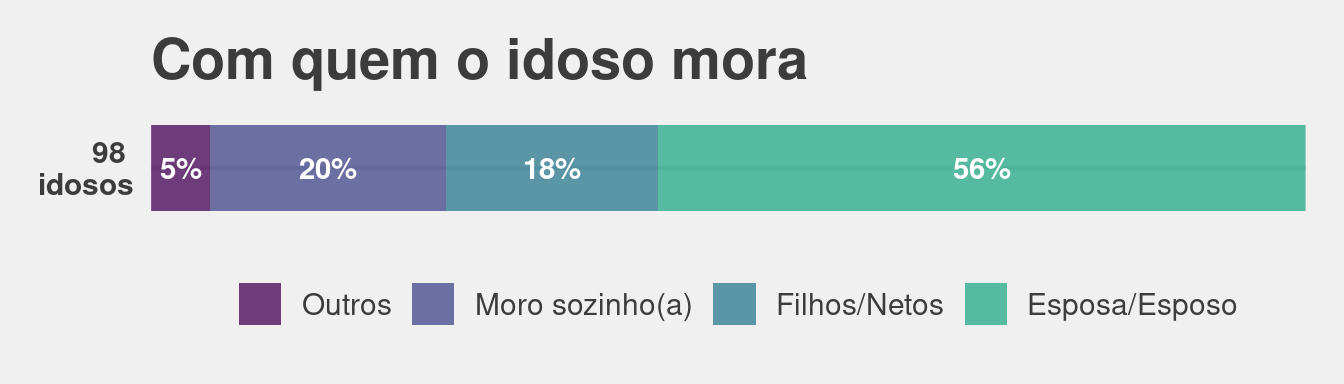 Com quem o idoso mora
98
idosos
5% 20% 18% 56%
Outros Moro sozinho(a) Filhos/Netos Esposa/Esposo